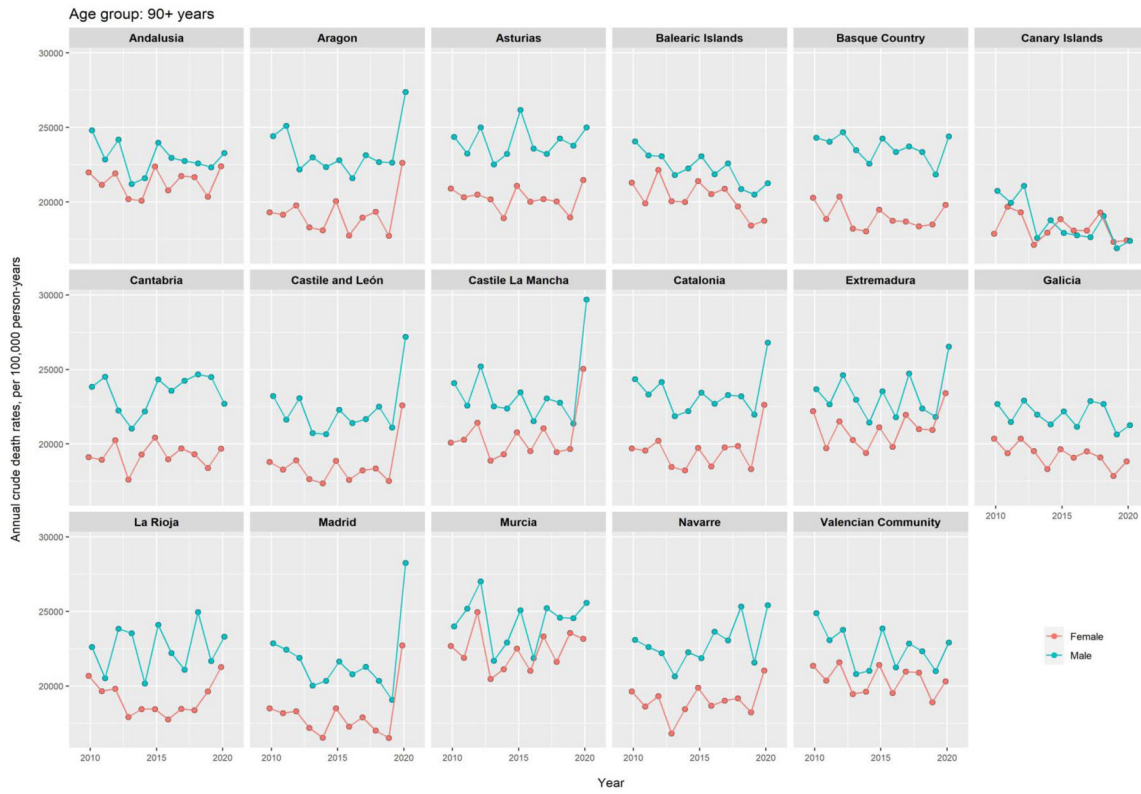 Age group: 90+ years
Andalusia
Aragon
Asturias
Balearic Islands
Basque Country
Canary Islands
30000
25000
20000
Cantabria
Castile and León
Castile La Mancha
Catalonia
Extremadura
Galicia
30000
25000
20000
2010 2015 2020
La Rioja
Madrid
Murcia
Navarre
Valencian Community
30000
25000
20000
2010 2015 2020
2010 2015 2020
2010 2015 2020
2010 2015 2020
2010 2015 2020
Annual crude death rates, per 100,000 person-years
Year
Female
Male